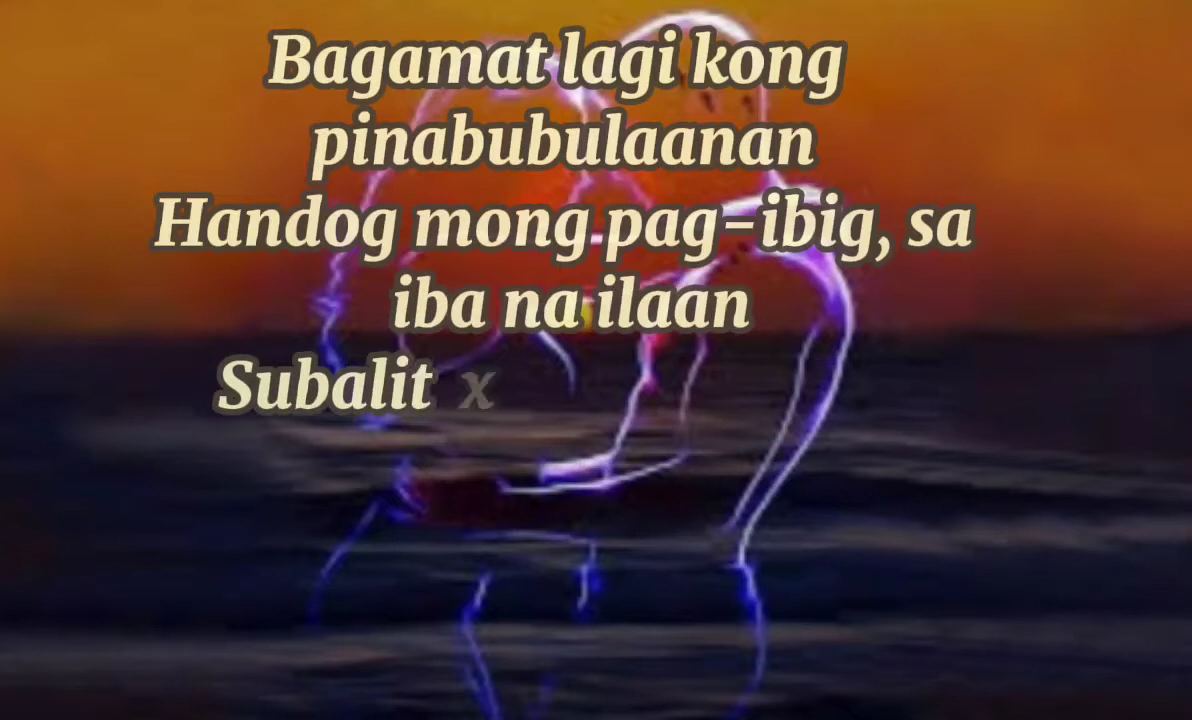 Bagamat lagi kong
pinabubulaanan
Handog mong pag-ibig, sa
iba na ilaan
Subalit x